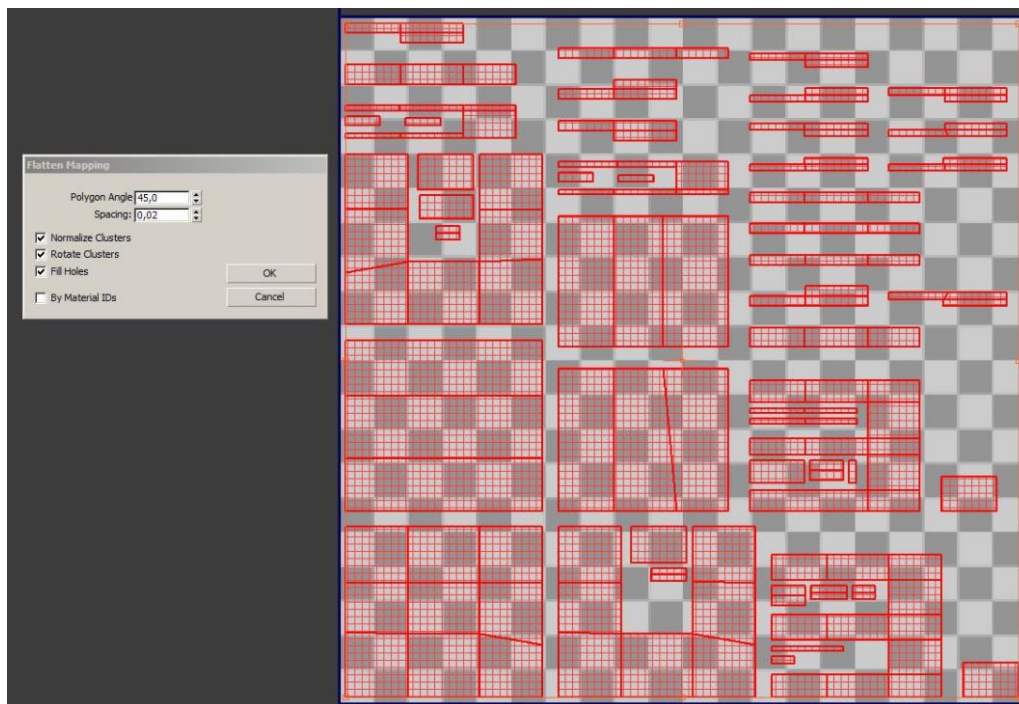 Flatten Mapping
Polygon Angle 45,0
Spacing: 0,02
Normalize Clusters
Rotate Clusters
Fill Holes
OK
By Material IDs
Cancel